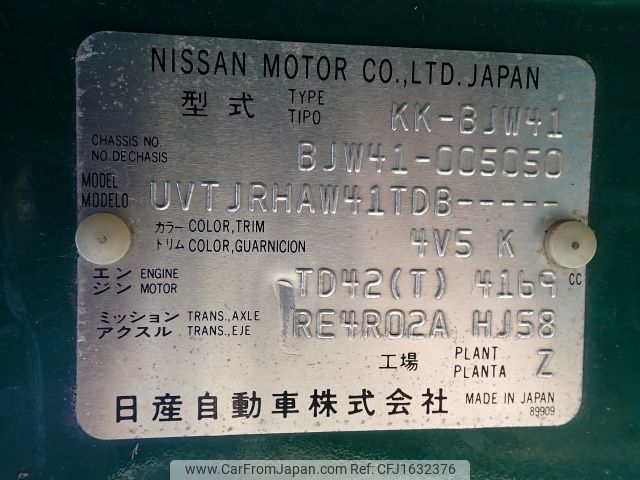 NISSAN MOTOR CO.,LTD. JAPAN
型式 TYPE TIPO KK-BJW41
CHASSIS NO. NO. DE CHASIS BJW41-005050
MODEL MODELO UVTJRHAW41TDB-----
カラー COLOR, TRIM
トリム COLOR, GUARNICION 4V5 K
エンジン ENGINE MOTOR TD42(T) 4169 CC
ミッション TRANS., AXLE
アクスル TRANS., EJE RE4R02A HJ58
工場 PLANT PLANTA Z
日産自動車株式会社 MADE IN JAPAN
89909
www.CarFromJapan.com - Ref. No: CFJ1632376